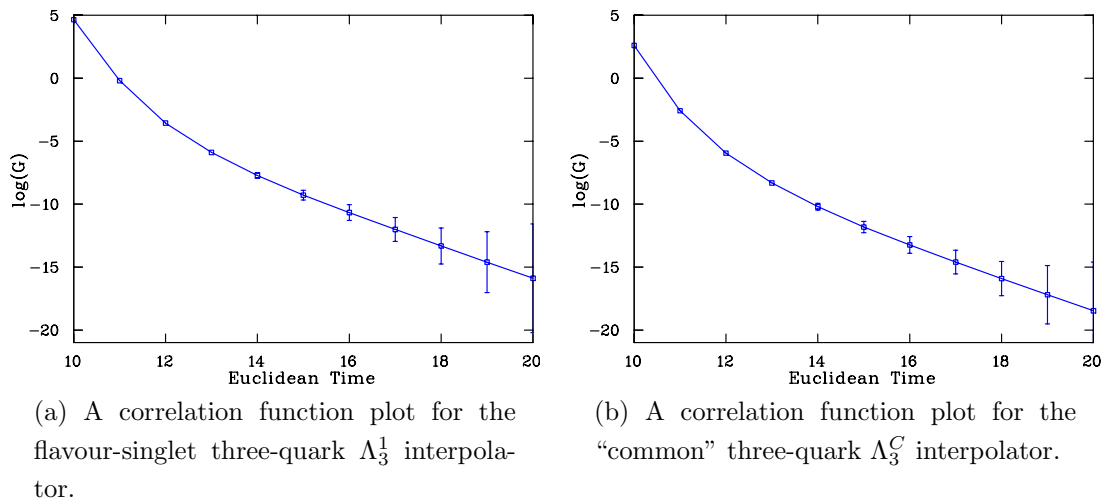 5
0
−5
−10
−15
−20
log(G)
10 12 14 16 18 20
Euclidean Time
(a) A correlation function plot for the
flavour-singlet three-quark Λ₃¹ interpola-
tor.
5
0
−5
−10
−15
−20
log(G)
10 12 14 16 18 20
Euclidean Time
(b) A correlation function plot for the
“common” three-quark Λ₃ᶜ interpolator.